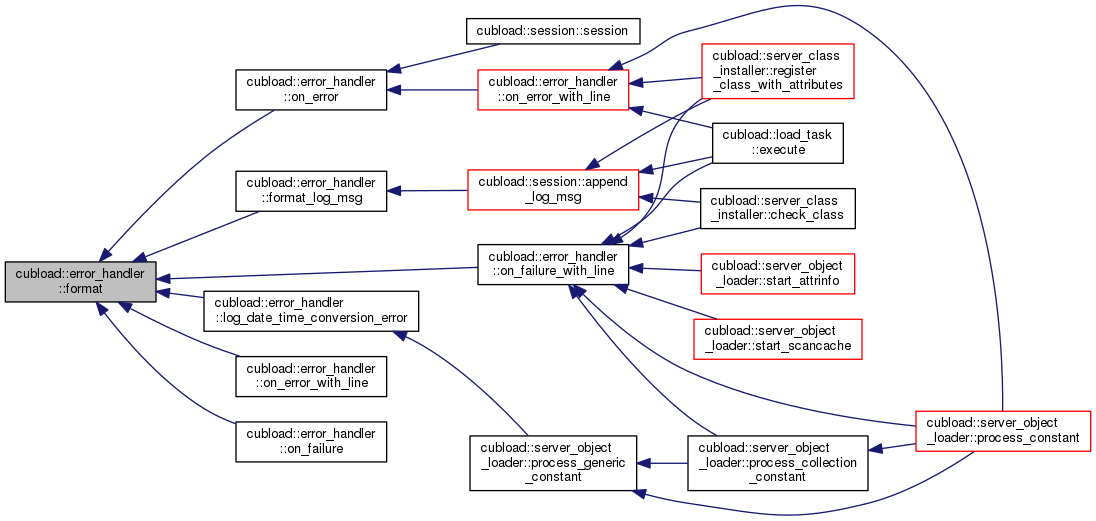 cubload::error_handler
::format
cubload::error_handler
::on_error
cubload::error_handler
::format_log_msg
cubload::error_handler
::log_date_time_conversion_error
cubload::error_handler
::on_error_with_line
cubload::error_handler
::on_failure
cubload::session::session
cubload::error_handler
::on_error_with_line
cubload::session::append
_log_msg
cubload::error_handler
::on_failure_with_line
cubload::server_object
_loader::process_generic
_constant
cubload::server_class
_installer::register
_class_with_attributes
cubload::load_task
::execute
cubload::server_class
_installer::check_class
cubload::server_object
_loader::start_attrinfo
cubload::server_object
_loader::start_scancache
cubload::server_object
_loader::process_collection
_constant
cubload::server_object
_loader::process_constant